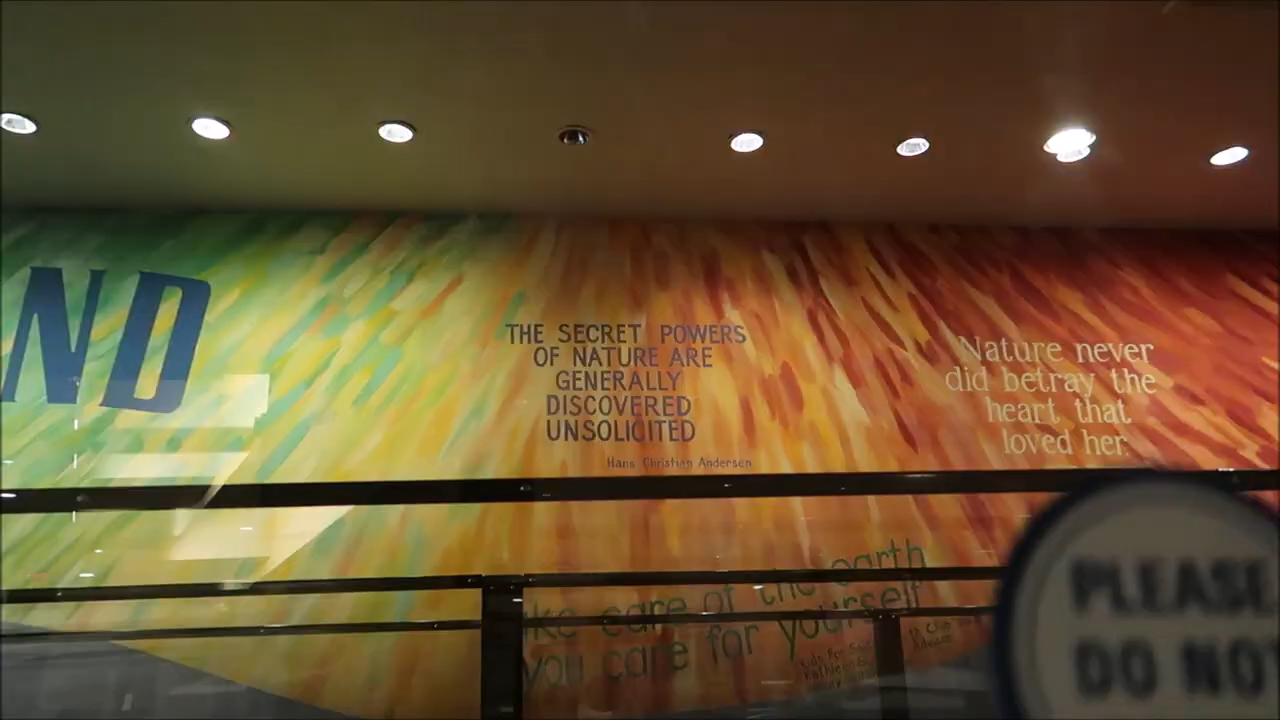 ND
THE SECRET POWERS
OF NATURE ARE
GENERALLY
DISCOVERED
UNSOLICITED
Hans Christian Andersen
Nature never
did betray the
heart that
loved her.
care of the earth
you care for yourself
PLEASE
DO NOT